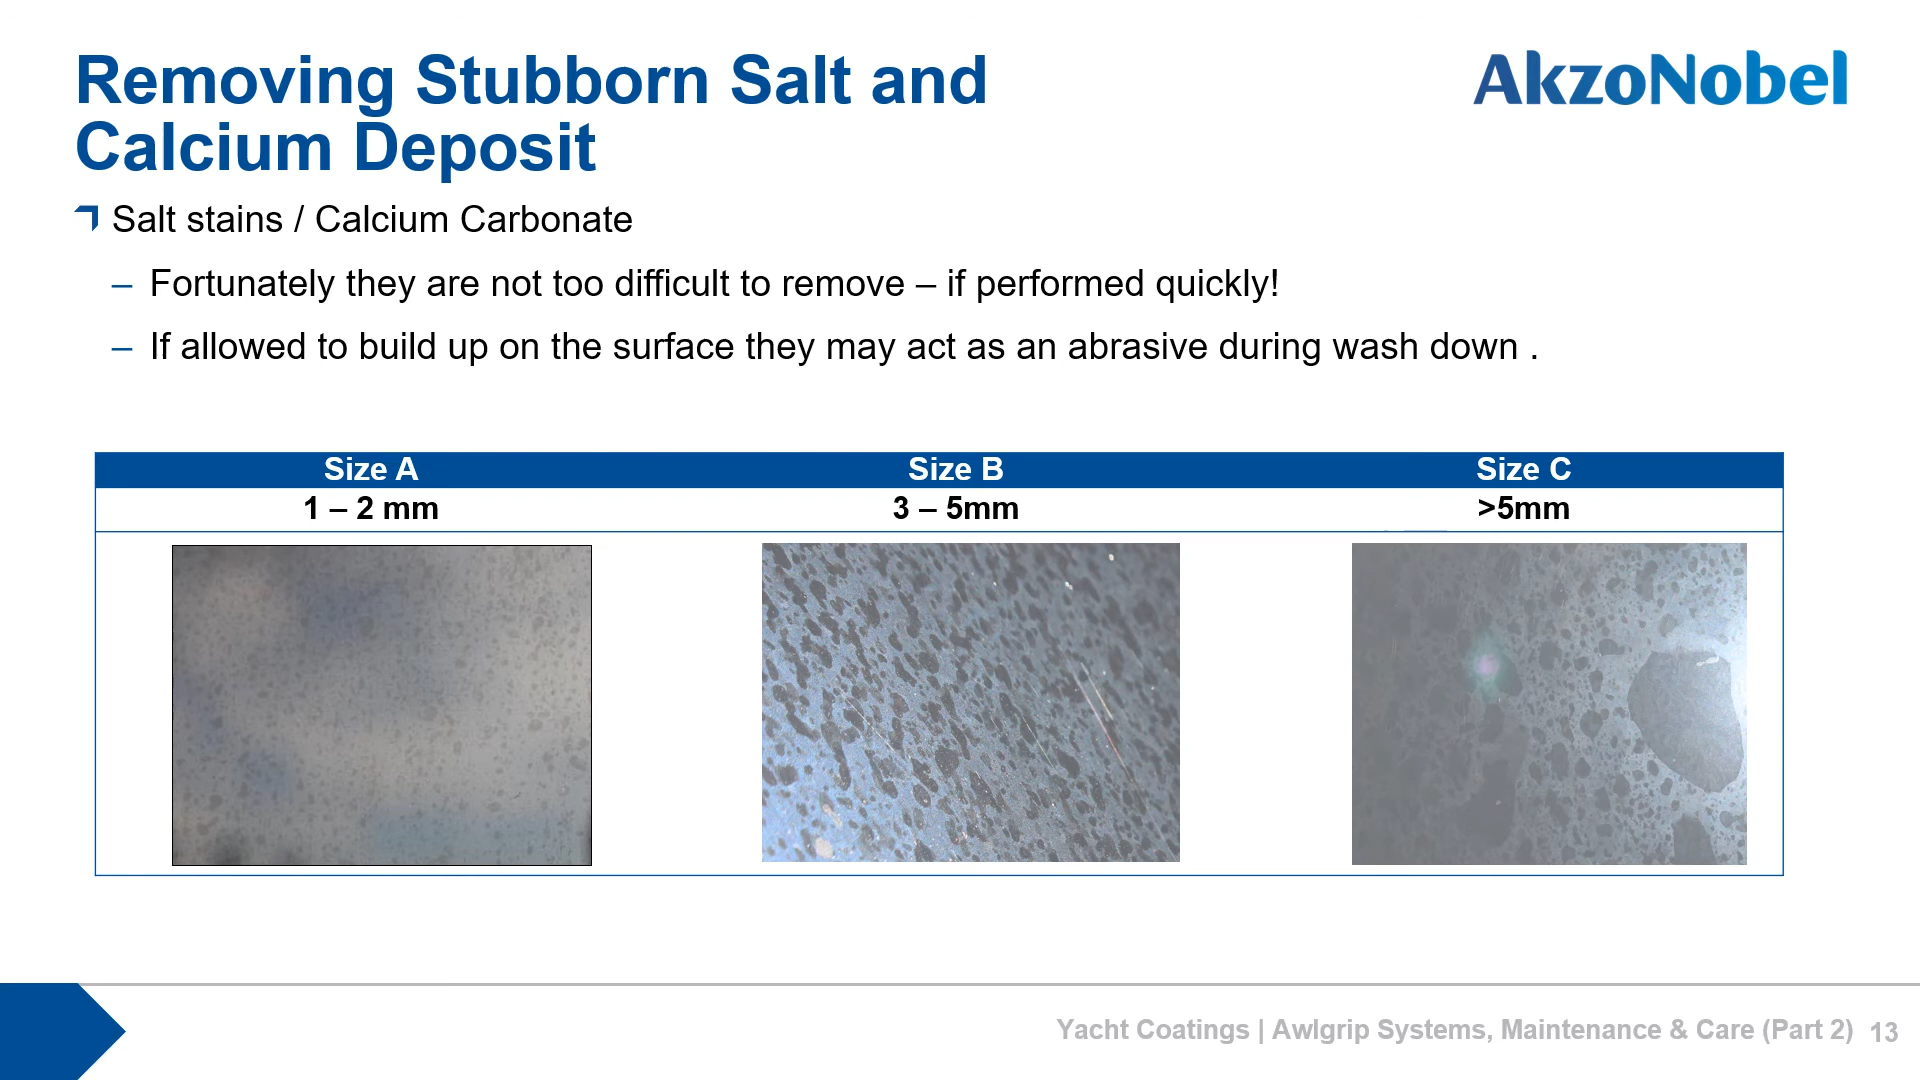 Removing Stubborn Salt and
Calcium Deposit
AkzoNobel
Salt stains / Calcium Carbonate
– Fortunately they are not too difficult to remove – if performed quickly!
– If allowed to build up on the surface they may act as an abrasive during wash down .
Size A Size B Size C
1 – 2 mm 3 – 5mm >5mm
Yacht Coatings | Awlgrip Systems, Maintenance & Care (Part 2) 13